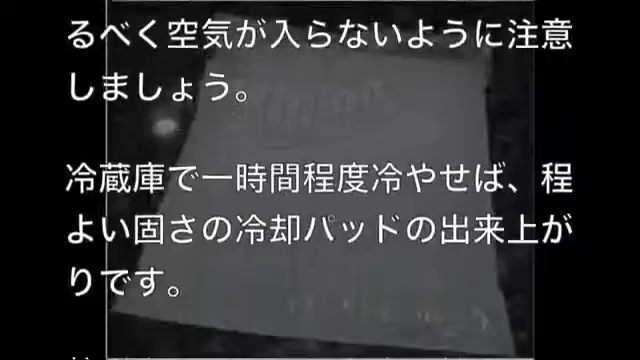 るべく空気が入らないように注意
しましょう。
冷蔵庫で一時間程度冷やせば、程
よい固さの冷却パッドの出来上が
りです。